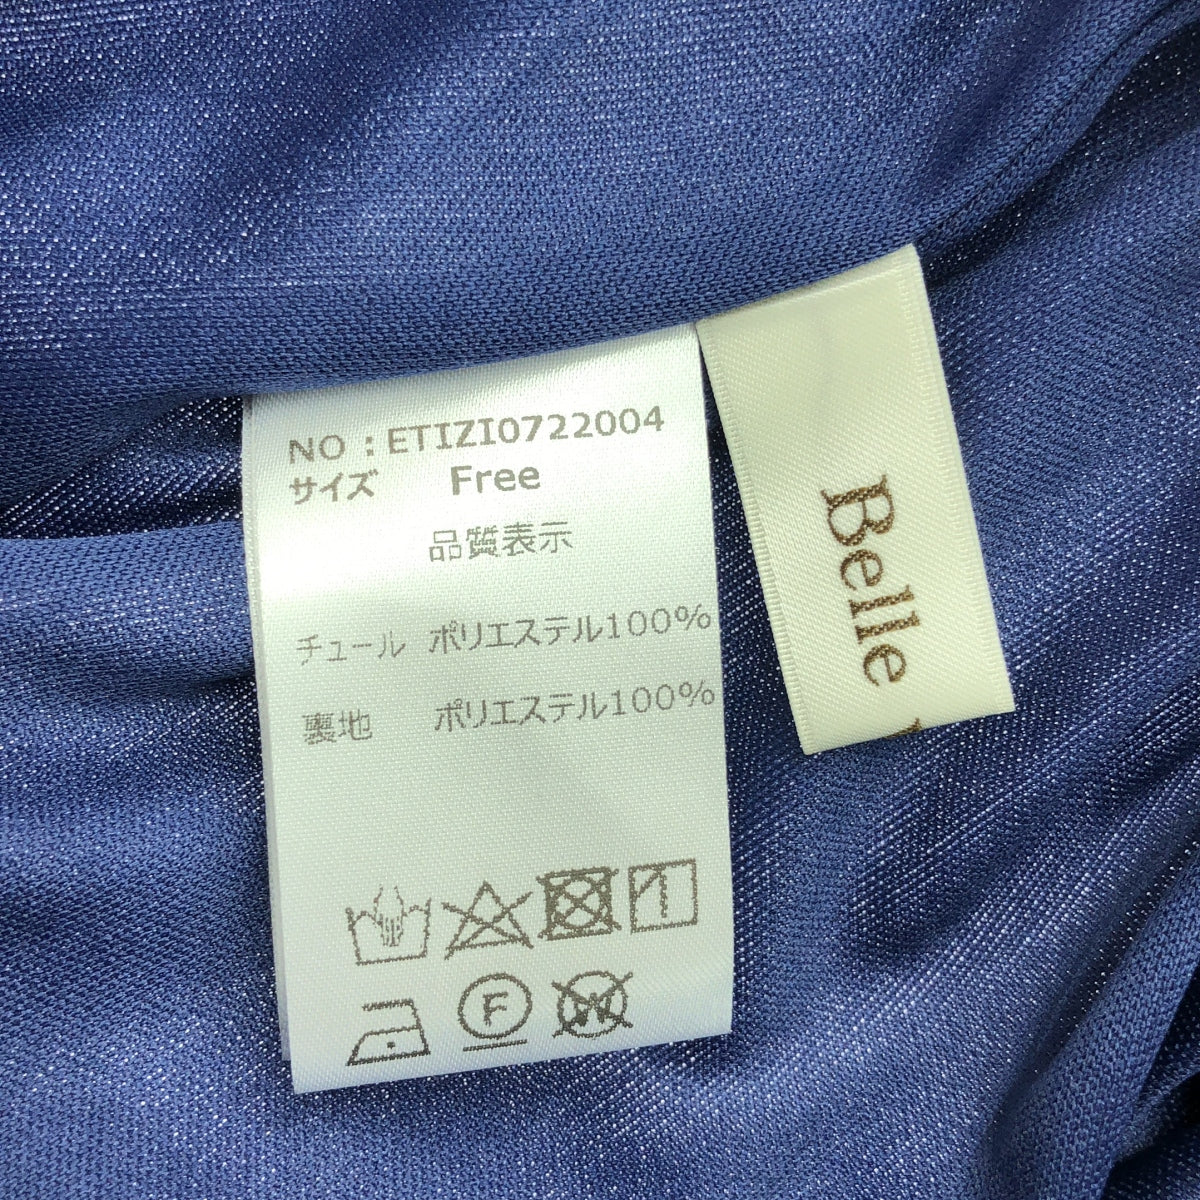 NO：ETIZI0722004
サイズ Free
品質表示
チュール ポリエステル100%
裏地 ポリエステル100%
F
W
Belle